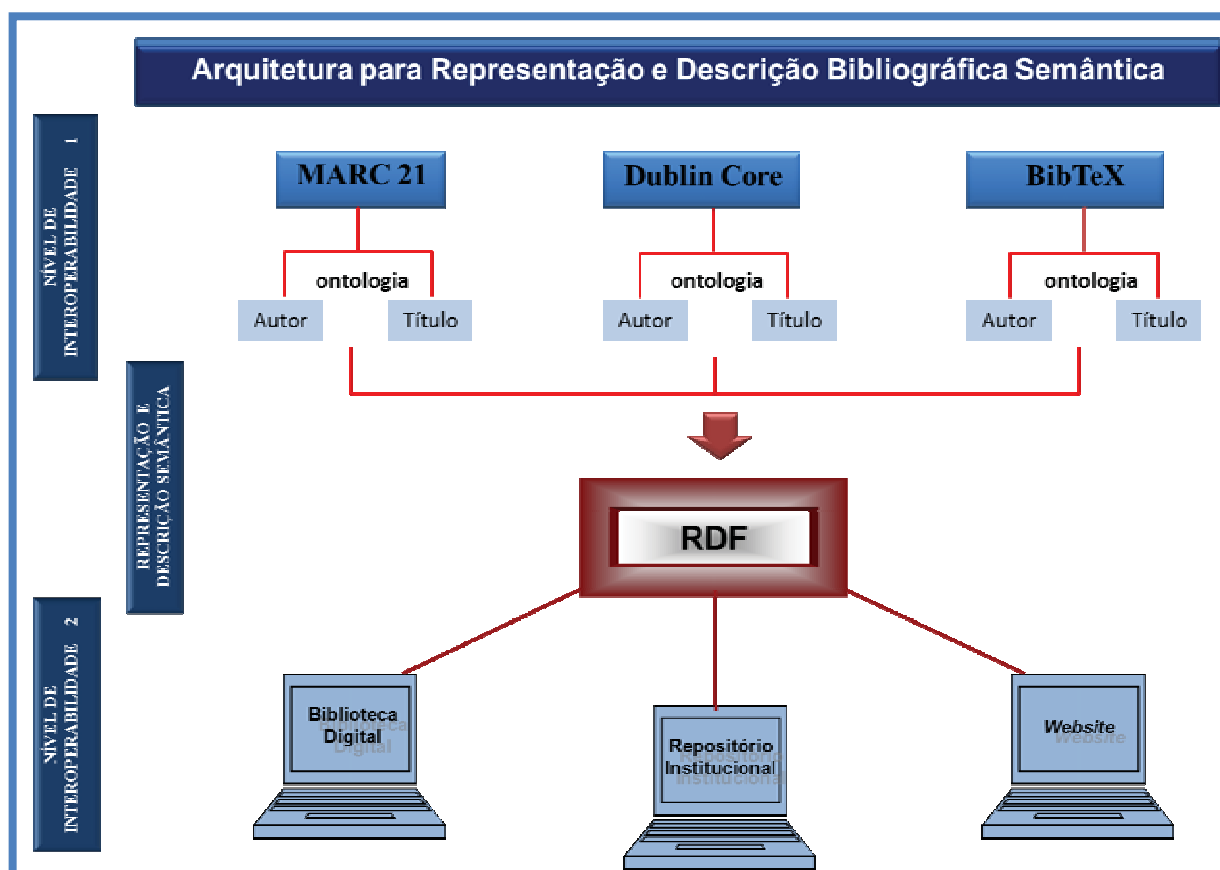 Arquitetura para Representação e Descrição Bibliográfica Semântica
NÍVEL DE
INTEROPERABILIDADE 1
MARC 21
Dublin Core
BibTeX
ontologia
Autor
Título
ontologia
Autor
Título
ontologia
Autor
Título
REPRESENTAÇÃO E
DESCRIÇÃO SEMÂNTICA
RDF
NÍVEL DE
INTEROPERABILIDADE 2
Biblioteca
Digital
Repositório
Institucional
Website